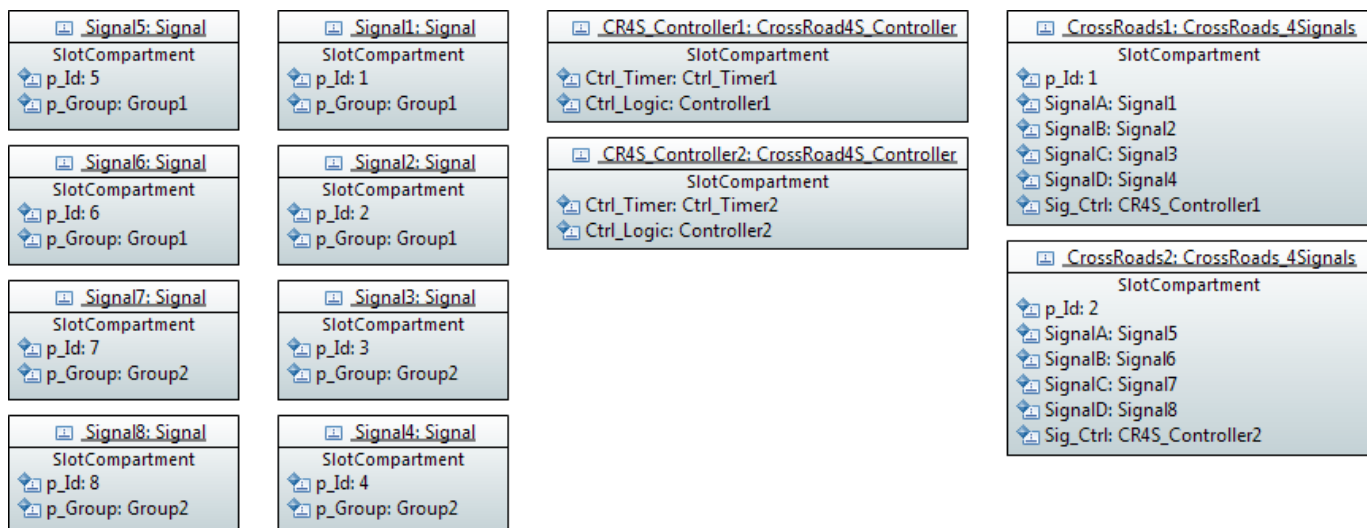 Signal5: Signal
SlotCompartment
p_Id: 5
p_Group: Group1
Signal6: Signal
SlotCompartment
p_Id: 6
p_Group: Group1
Signal7: Signal
SlotCompartment
p_Id: 7
p_Group: Group2
Signal8: Signal
SlotCompartment
p_Id: 8
p_Group: Group2
Signal1: Signal
SlotCompartment
p_Id: 1
p_Group: Group1
Signal2: Signal
SlotCompartment
p_Id: 2
p_Group: Group1
Signal3: Signal
SlotCompartment
p_Id: 3
p_Group: Group2
Signal4: Signal
SlotCompartment
p_Id: 4
p_Group: Group2
CR4S_Controller1: CrossRoad4S_Controller
SlotCompartment
Ctrl_Timer: Ctrl_Timer1
Ctrl_Logic: Controller1
CR4S_Controller2: CrossRoad4S_Controller
SlotCompartment
Ctrl_Timer: Ctrl_Timer2
Ctrl_Logic: Controller2
CrossRoads1: CrossRoads_4Signals
SlotCompartment
p_Id: 1
SignalA: Signal1
SignalB: Signal2
SignalC: Signal3
SignalD: Signal4
Sig_Ctrl: CR4S_Controller1
CrossRoads2: CrossRoads_4Signals
SlotCompartment
p_Id: 2
SignalA: Signal5
SignalB: Signal6
SignalC: Signal7
SignalD: Signal8
Sig_Ctrl: CR4S_Controller2